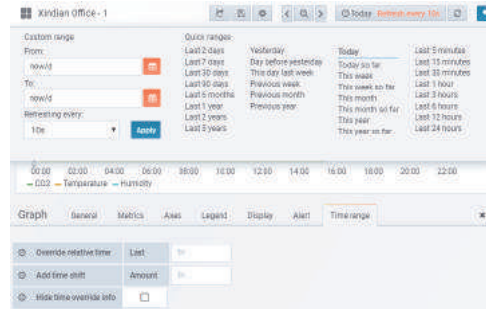 Xindian Office - 1
Today Refresh every 10s
Custom range
From:
now/d
To:
now/d
Refreshing every:
10s
Apply
Quick ranges
Last 2 days
Last 7 days
Last 30 days
Last 90 days
Last 6 months
Last 1 year
Last 2 years
Last 5 years
Yesterday
Day before yesterday
This day last week
Previous week
Previous month
Previous year
Today
Today so far
This week
This week so far
This month
This month so far
This year
This year so far
Last 5 minutes
Last 15 minutes
Last 30 minutes
Last 1 hour
Last 3 hours
Last 6 hours
Last 12 hours
Last 24 hours
00:00 02:00 04:00 06:00 08:00 10:00 12:00 14:00 16:00 18:00 20:00 22:00
CO2 Temperature Humidity
Graph General Metrics Axes Legend Display Alert Time range
Override relative time Last 1h
Add time shift Amount 1h
Hide time override info